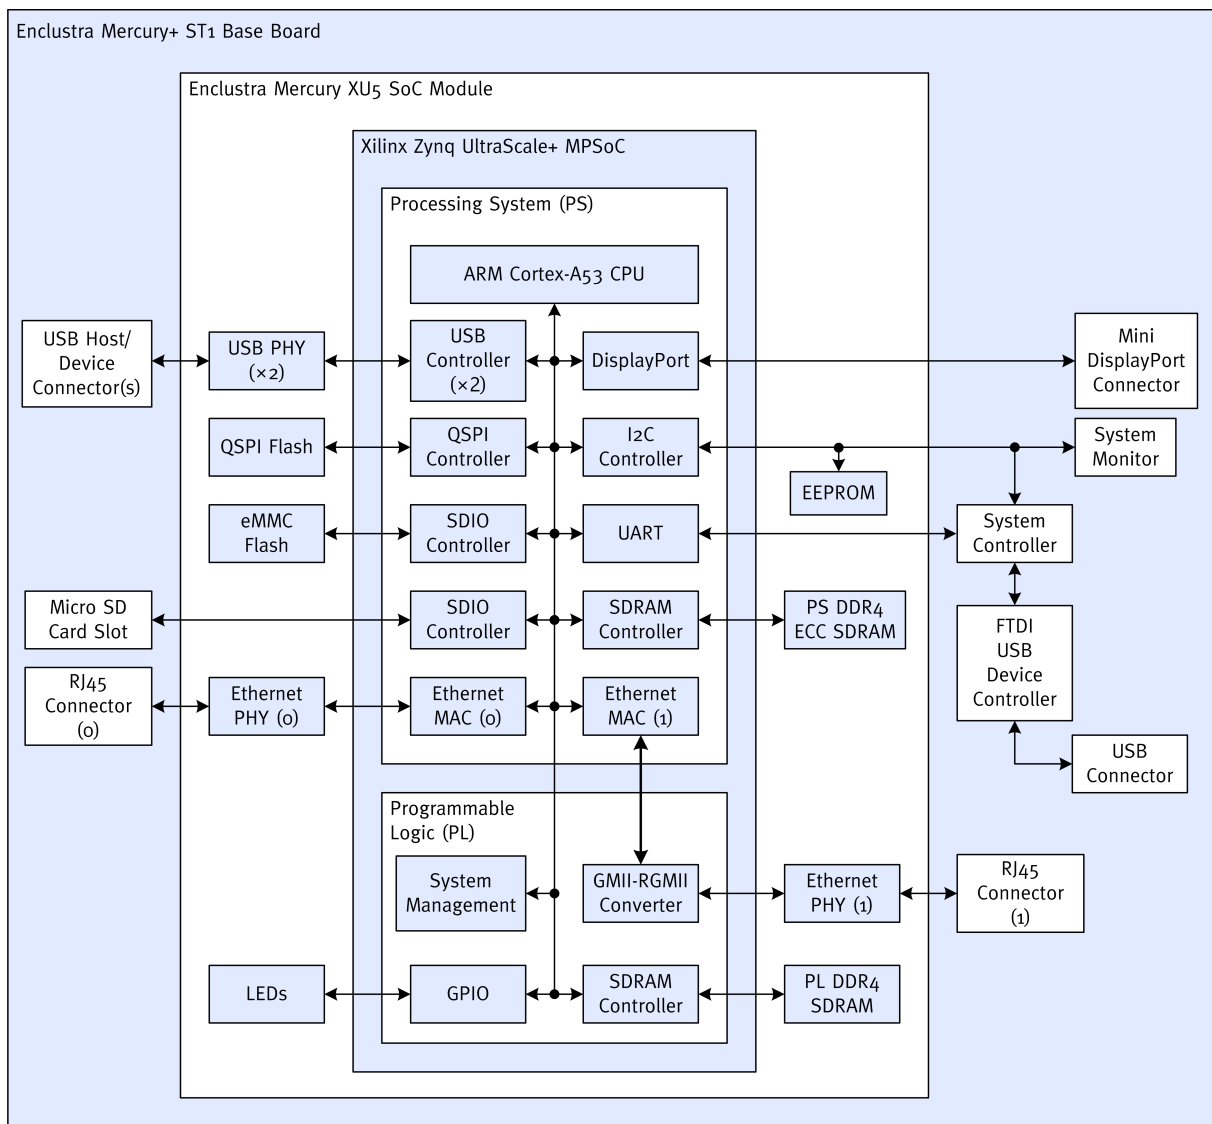 Enclustra Mercury+ ST1 Base Board
Enclustra Mercury XU5 SoC Module
Xilinx Zynq UltraScale+ MPSoC
Processing System (PS)
ARM Cortex-A53 CPU
USB Host/
Device
Connector(s)
USB PHY
(×2)
USB
Controller
(×2)
DisplayPort
Mini
DisplayPort
Connector
QSPI Flash
QSPI
Controller
I2C
Controller
System
Monitor
EEPROM
eMMC
Flash
SDIO
Controller
UART
System
Controller
Micro SD
Card Slot
SDIO
Controller
SDRAM
Controller
PS DDR4
ECC SDRAM
FTDI
USB
Device
Controller
RJ45
Connector
(0)
Ethernet
PHY (0)
Ethernet
MAC (0)
Ethernet
MAC (1)
USB
Connector
Programmable
Logic (PL)
System
Management
GMII-RGMII
Converter
Ethernet
PHY (1)
RJ45
Connector
(1)
LEDs
GPIO
SDRAM
Controller
PL DDR4
SDRAM